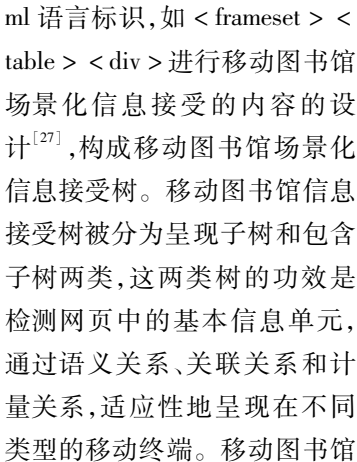 ml 语言标识,如 < frameset > <
table > < div > 进行移动图书馆
场景化信息接受的内容的设
计[27],构成移动图书馆场景化
信息接受树。移动图书馆信息
接受树被分为呈现子树和包含
子树两类,这两类树的功效是
检测网页中的基本信息单元,
通过语义关系、关联关系和计
量关系,适应性地呈现在不同
类型的移动终端。移动图书馆